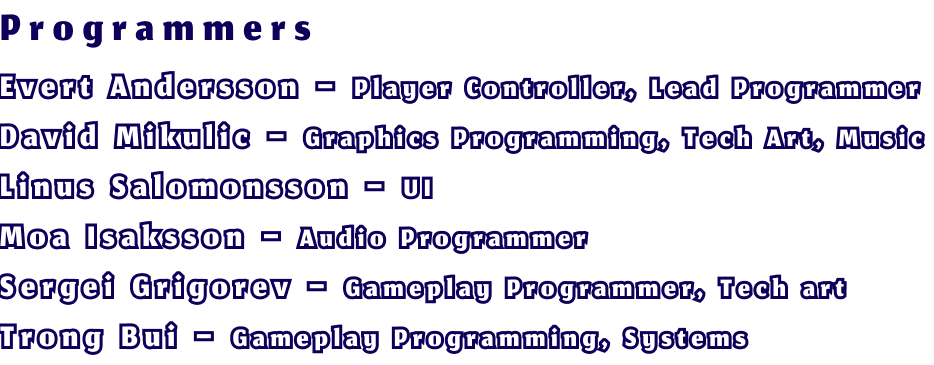 Programmers
Evert Andersson - Player Controller, Lead Programmer
David Mikulic - Graphics Programming, Tech Art, Music
Linus Salomonsson - UI
Moa Isaksson - Audio Programmer
Sergei Grigorev - Gameplay Programmer, Tech art
Trong Bui - Gameplay Programming, Systems